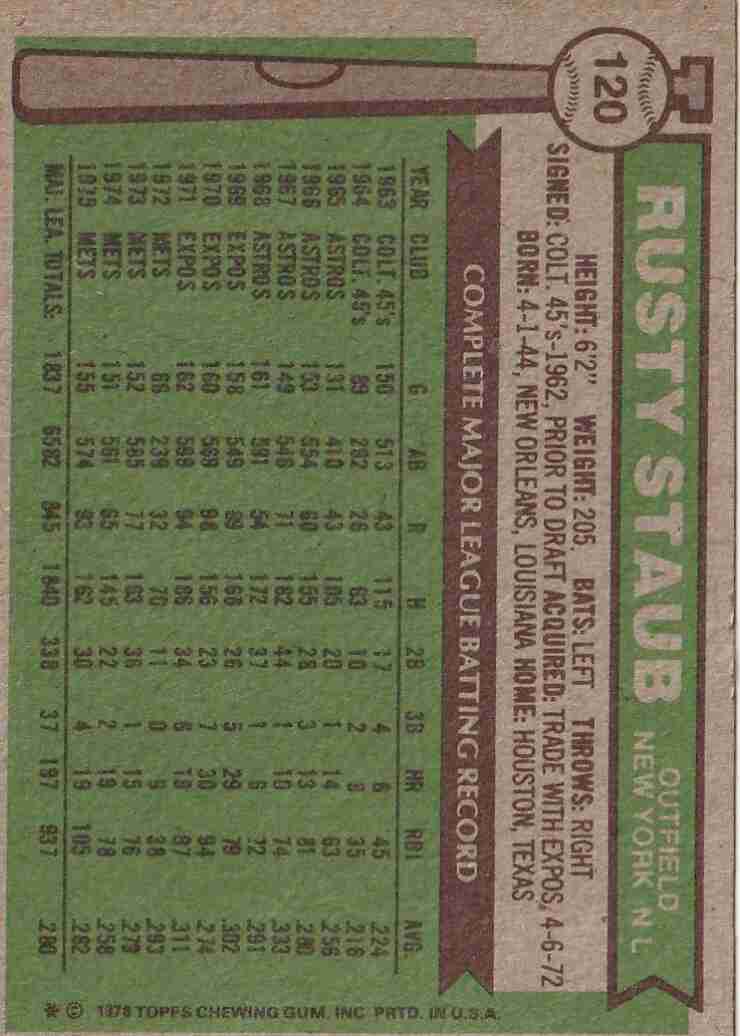 120
RUSTY STAUB
OUTFIELD
NEW YORK N L
HEIGHT: 6'2" WEIGHT: 205, BATS: LEFT THROWS: RIGHT
SIGNED: COLT. 45's-1962, PRIOR TO DRAFT ACQUIRED: TRADE WITH EXPOS, 4-6-72
BORN: 4-1-44, NEW ORLEANS, LOUISIANA HOME: HOUSTON, TEXAS
COMPLETE MAJOR LEAGUE BATTING RECORD
YEAR CLUB G AB R H 2B 3B HR RBI AVG.
1963 COLT. 45's 150 513 43 115 17 4 6 45 .224
1964 COLT. 45's 89 292 26 63 10 2 8 35 .216
1965 ASTROS 131 410 43 105 20 1 14 63 .256
1966 ASTROS 153 554 60 155 28 3 13 81 .280
1967 ASTROS 149 546 71 182 44 1 10 74 .333
1968 ASTROS 161 591 54 172 37 1 6 72 .291
1969 EXPOS 158 549 89 166 26 5 29 79 .302
1970 EXPOS 160 569 98 156 23 7 30 94 .274
1971 EXPOS 162 599 94 186 34 6 19 97 .311
1972 METS 66 239 32 70 11 0 9 38 .293
1973 METS 152 585 77 163 36 1 15 76 .279
1974 METS 151 561 65 145 22 2 19 78 .258
1975 METS 155 574 93 162 30 4 19 105 .282
MAJ. LEA. TOTALS: 1837 6582 845 1840 338 37 197 937 .280
* © 1976 TOPPS CHEWING GUM, INC PRTD. IN U.S.A.